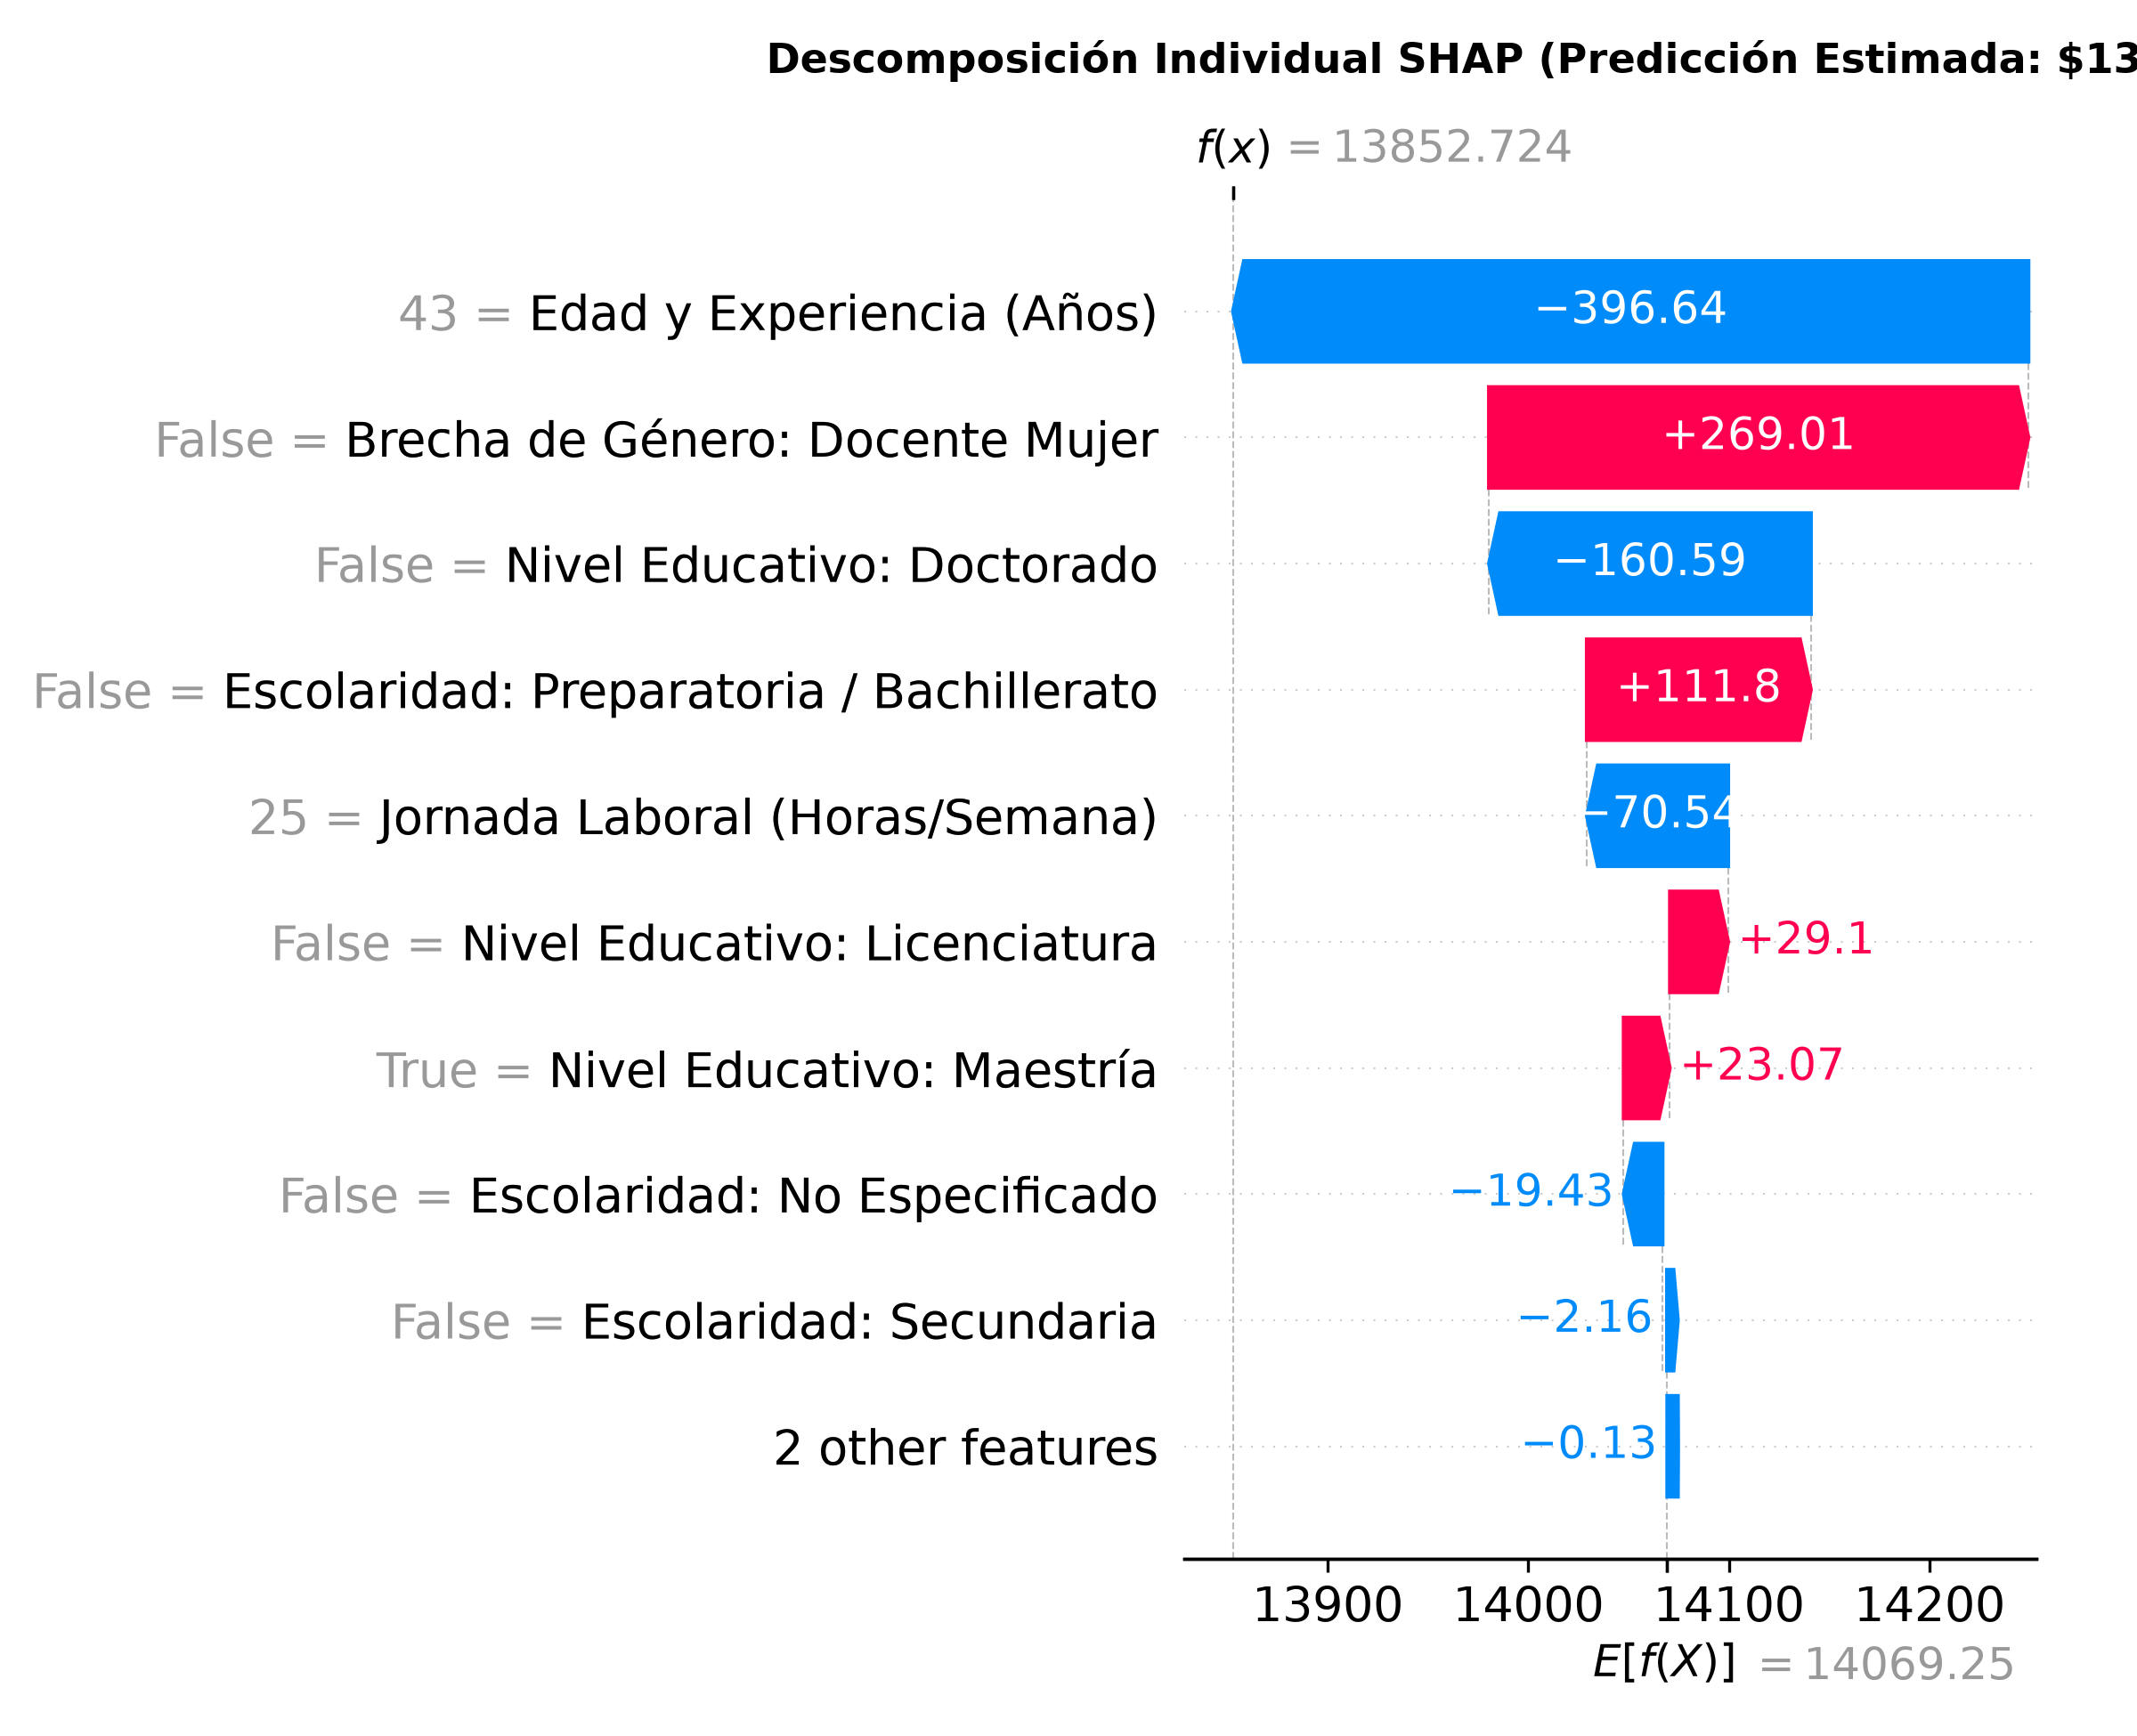 Descomposición Individual SHAP (Predicción Estimada: $13
f(x) = 13852.724
43 = Edad y Experiencia (Años) −396.64
False = Brecha de Género: Docente Mujer +269.01
False = Nivel Educativo: Doctorado −160.59
False = Escolaridad: Preparatoria / Bachillerato +111.8
25 = Jornada Laboral (Horas/Semana) −70.54
False = Nivel Educativo: Licenciatura +29.1
True = Nivel Educativo: Maestría +23.07
False = Escolaridad: No Especificado −19.43
False = Escolaridad: Secundaria −2.16
2 other features −0.13
13900 14000 14100 14200
E[f(X)] = 14069.25